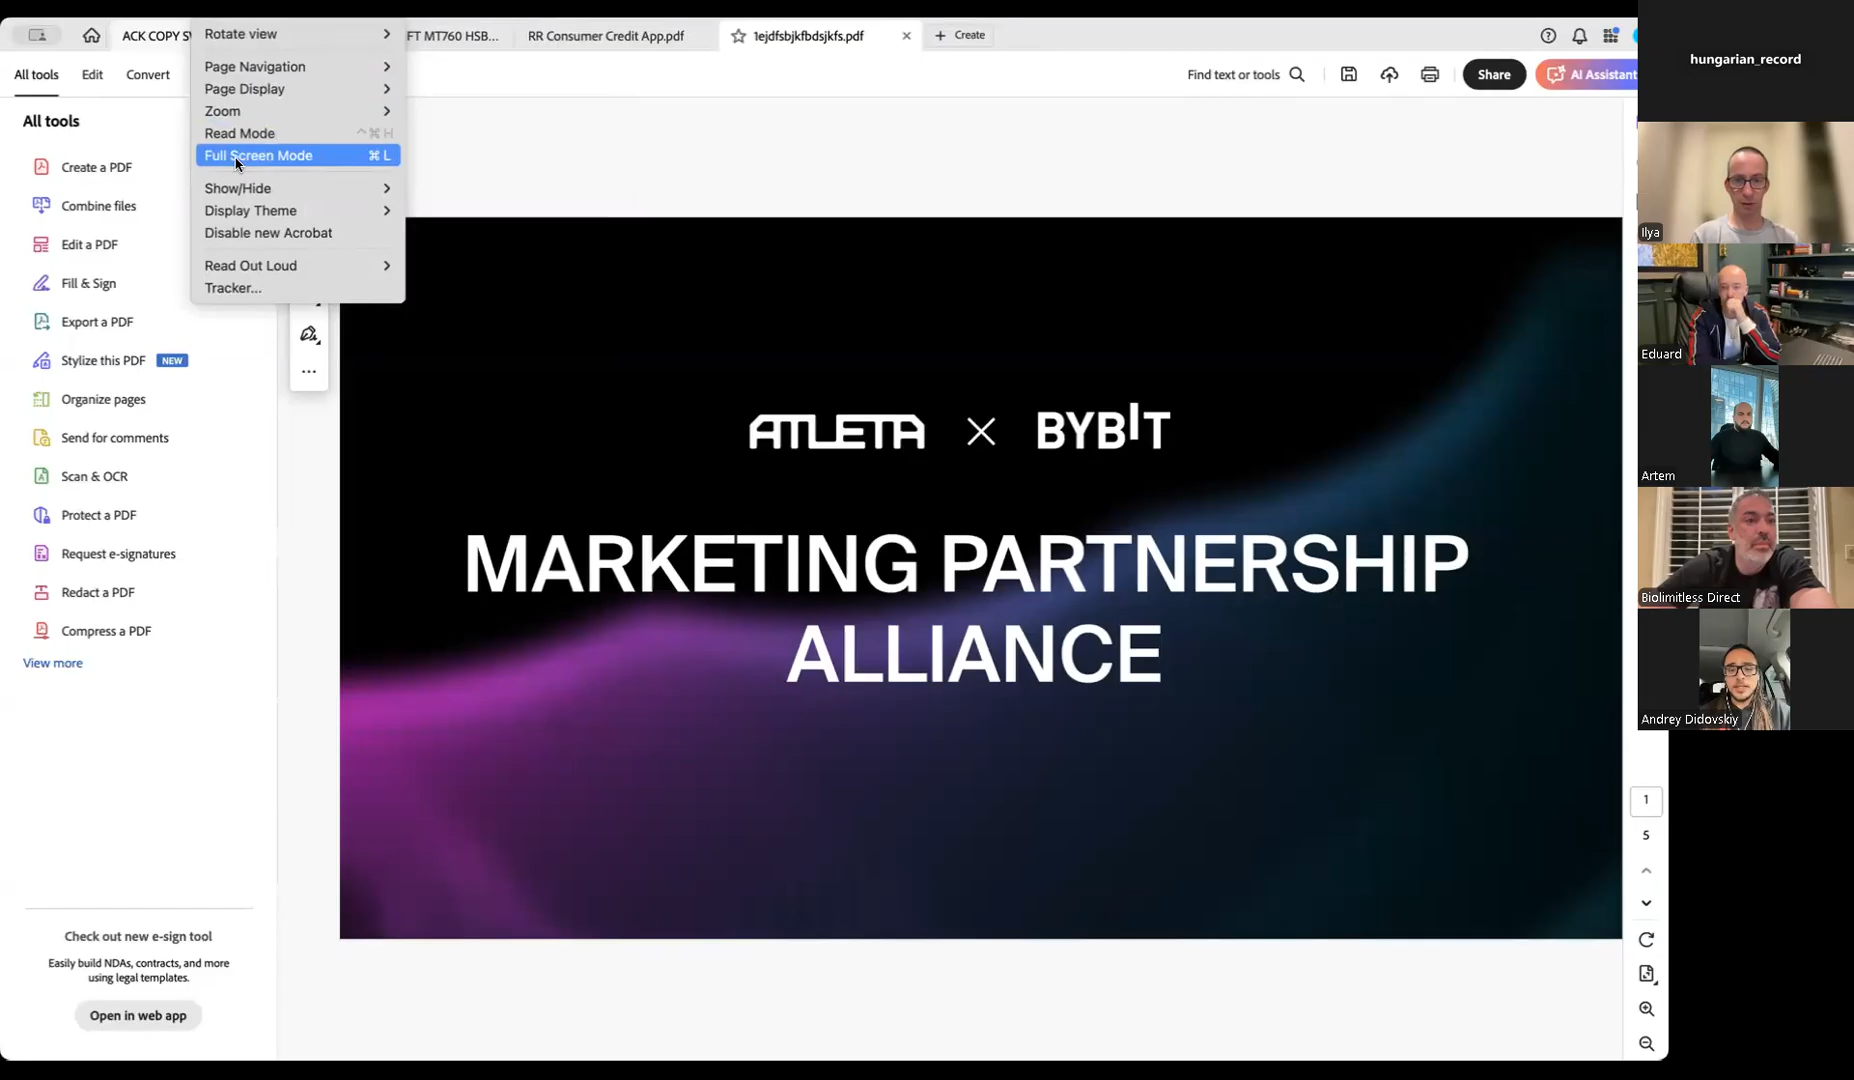 ACK COPY SV
FT MT760 HSB...
RR Consumer Credit App.pdf
1ejdfsbjkfbdsjkfs.pdf
Create
All tools
Edit
Convert
Find text or tools
Share
AI Assistant
Rotate view
Page Navigation
Page Display
Zoom
Read Mode ^⌘H
Full Screen Mode ⌘L
Show/Hide
Display Theme
Disable new Acrobat
Read Out Loud
Tracker...
All tools
Create a PDF
Combine files
Edit a PDF
Fill & Sign
Export a PDF
Stylize this PDF NEW
Organize pages
Send for comments
Scan & OCR
Protect a PDF
Request e-signatures
Redact a PDF
Compress a PDF
View more
Check out new e-sign tool
Easily build NDAs, contracts, and more
using legal templates.
Open in web app
ATLETA × BYBIT
MARKETING PARTNERSHIP
ALLIANCE
1
5
hungarian_record
Ilya
Eduard
Artem
Biolimitless Direct
Andrey Didovskiy